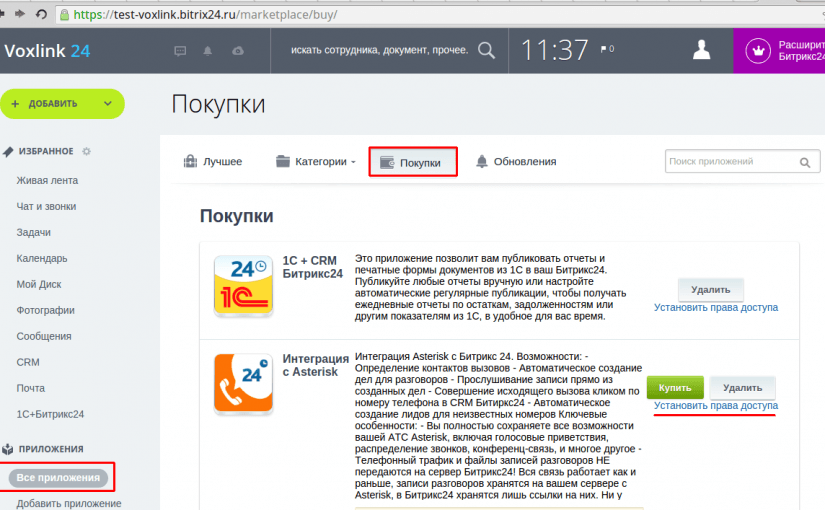 https://test-voxlink.bitrix24.ru/marketplace/buy/
Voxlink 24
искать сотрудника, документ, прочее.
11:37
0
Расширит
Битрикс24
+ ДОБАВИТЬ
Покупки
ИЗБРАННОЕ
Живая лента
Чат и звонки
Задачи
Календарь
Мой Диск
Фотографии
Сообщения
CRM
Почта
1С+Битрикс24
ПРИЛОЖЕНИЯ
Все приложения
Добавить приложение
Лучшее
Категории
Покупки
Обновления
Поиск приложений
Покупки
24
1С
1С + CRM
Битрикс24
Это приложение позволит вам публиковать отчеты и
печатные формы документов из 1С в ваш Битрикс24.
Публикуйте любые отчеты вручную или настройте
автоматические регулярные публикации, чтобы получать
ежедневные отчеты по остаткам, задолженностям или
другим показателям из 1С, в удобное для вас время.
Удалить
Установить права доступа
24
Интеграция
с Asterisk
Интеграция Asterisk с Битрикс 24. Возможности: -
Определение контактов вызовов - Автоматическое создание
дел для разговоров - Прослушивание записи прямо из
созданных дел - Совершение исходящего вызова кликом по
номеру телефона в CRM Битрикс24 - Автоматическое
создание лидов для неизвестных номеров Ключевые
особенности: - Вы полностью сохраняете все возможности
вашей АТС Asterisk, включая голосовые приветствия,
распределение звонков, конференц-связь, и многое другое -
Телефонный трафик и файлы записей разговоров НЕ
передаются на сервер Битрикс24! Вся связь работает как и
раньше, записи разговоров хранятся на вашем сервере с
Asterisk, в Битрикс24 хранятся лишь ссылки на них. Ни у
Купить
Удалить
Установить права доступа